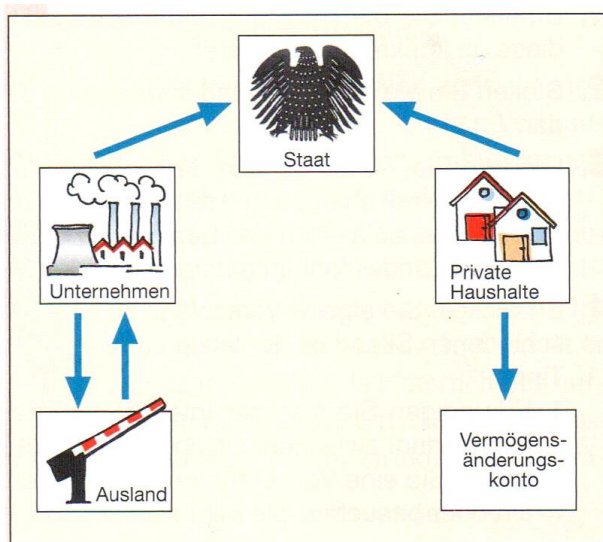 Staat
Unternehmen
Private
Haushalte
Ausland
Vermögens-
änderungs-
konto